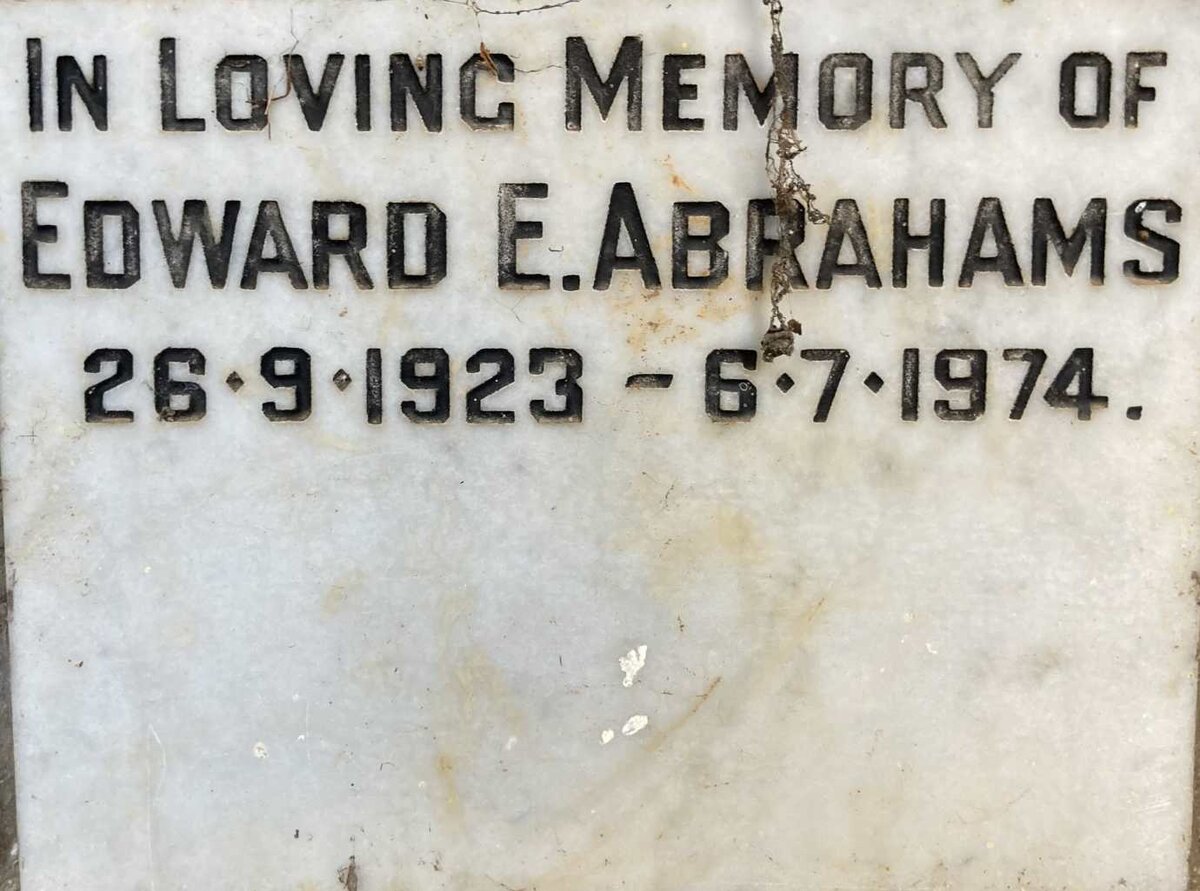 IN LOVING MEMORY OF
EDWARD E. ABRAHAMS
26·9·1923 – 6·7·1974.